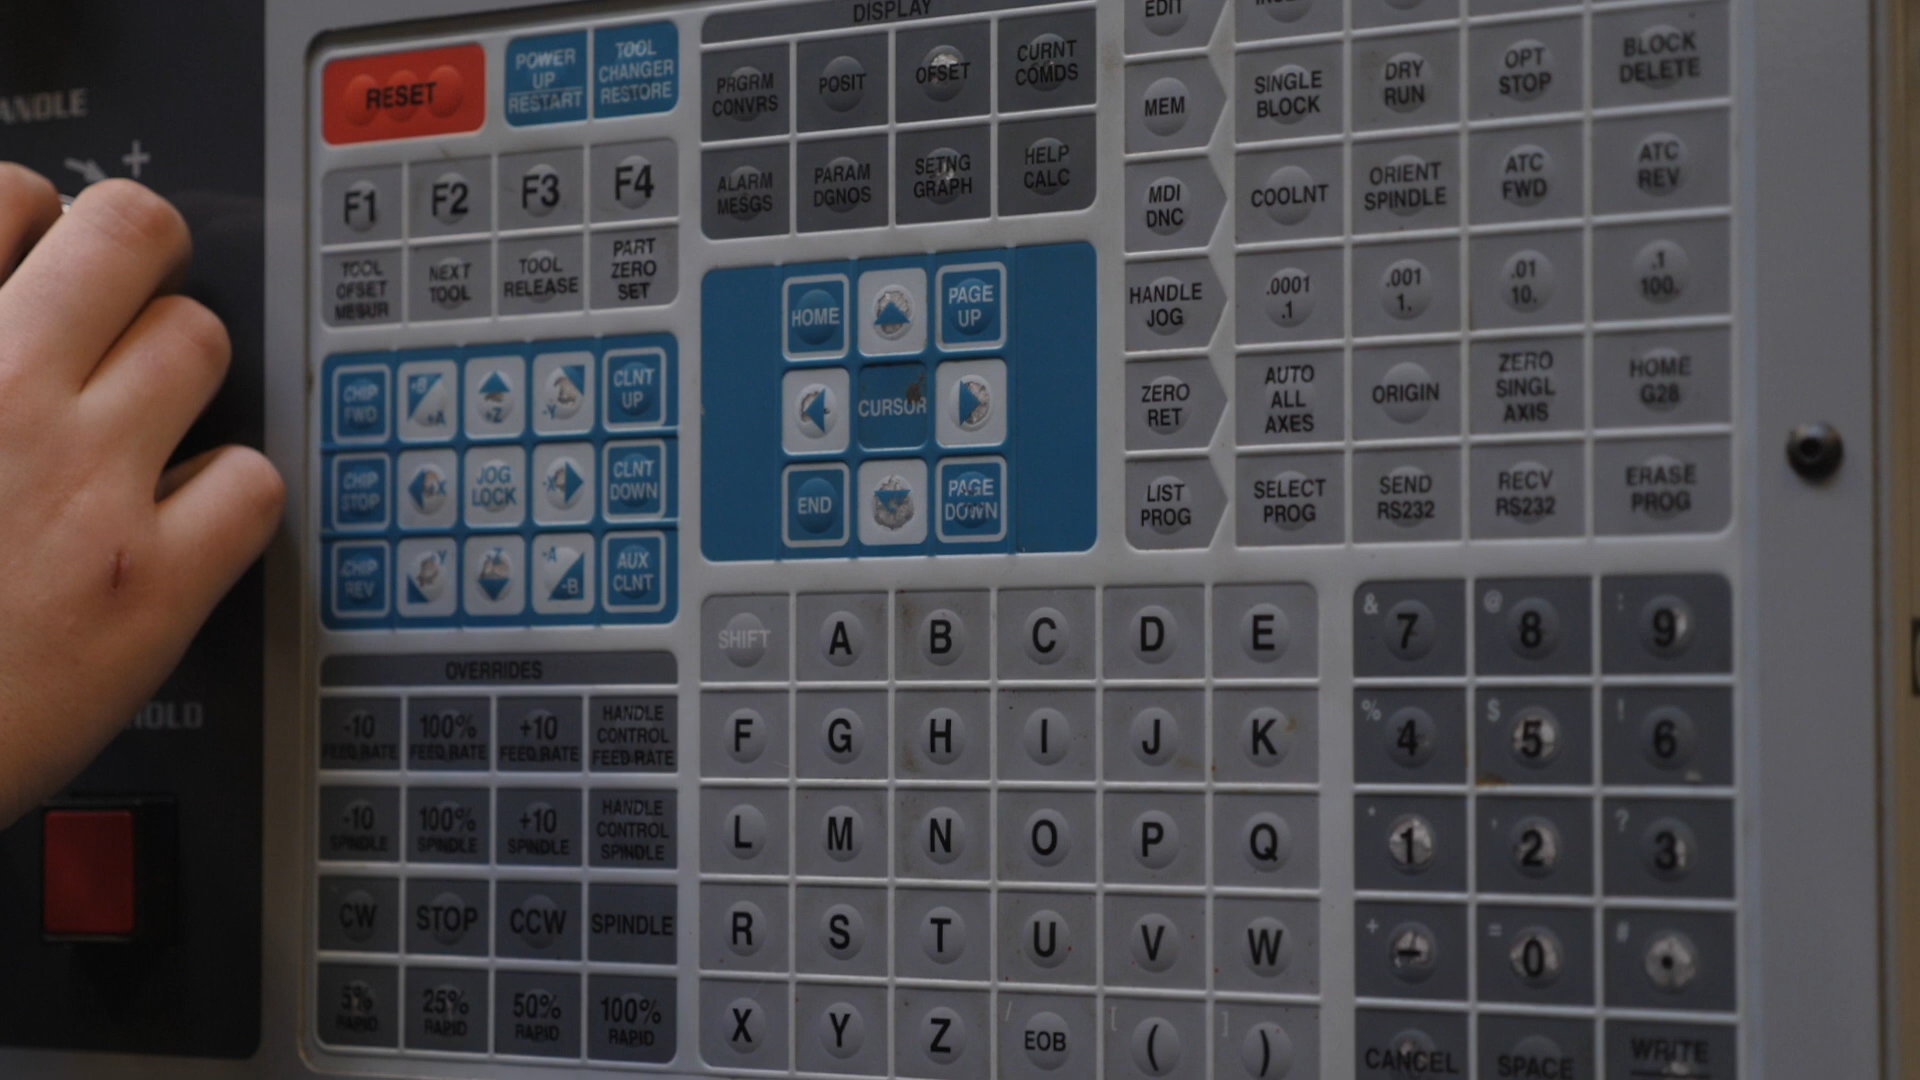 RESET
POWER
UP
RESTART
TOOL
CHANGER
RESTORE
F1
F2
F3
F4
TOOL
OFSET
MESUR
NEXT
TOOL
TOOL
RELEASE
PART
ZERO
SET
CHIP
FWD
+A
+Z
-Y
CLNT
UP
CHIP
STOP
JOG
LOCK
-X
CLNT
DOWN
CHIP
REV
-A
-B
AUX
CLNT
OVERRIDES
-10
FEED RATE
100%
FEED RATE
+10
FEED RATE
HANDLE
CONTROL
FEED RATE
-10
SPINDLE
100%
SPINDLE
+10
SPINDLE
HANDLE
CONTROL
SPINDLE
CW
STOP
CCW
SPINDLE
5%
RAPID
25%
RAPID
50%
RAPID
100%
RAPID
DISPLAY
PRGRM
CONVRS
POSIT
OFSET
CURNT
COMDS
ALARM
MESGS
PARAM
DGNOS
SETNG
GRAPH
HELP
CALC
HOME
PAGE
UP
CURSOR
END
PAGE
DOWN
EDIT
MEM
SINGLE
BLOCK
DRY
RUN
OPT
STOP
BLOCK
DELETE
MDI
DNC
COOLNT
ORIENT
SPINDLE
ATC
FWD
ATC
REV
HANDLE
JOG
.0001
.1
.001
1.
.01
10.
.1
100.
ZERO
RET
AUTO
ALL
AXES
ORIGIN
ZERO
SINGL
AXIS
HOME
G28
LIST
PROG
SELECT
PROG
SEND
RS232
RECV
RS232
ERASE
PROG
SHIFT A B C D E
F G H I J K
L M N O P Q
R S T U V W
X Y Z EOB [ ( ] )
& 7 @ 8 : 9
% 4 $ 5 ! 6
* 1 , 2 ? 3
+ - = 0 # .
CANCEL SPACE WRITE